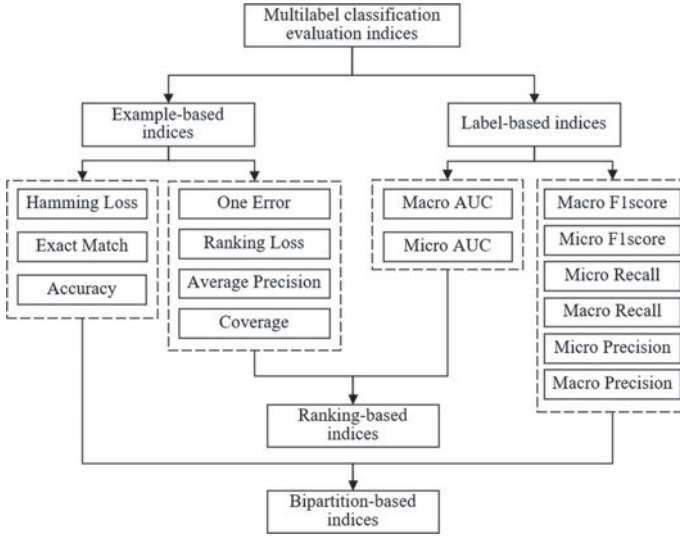 Multilabel classification
evaluation indices
Example-based
indices
Label-based indices
Hamming Loss
Exact Match
Accuracy
One Error
Ranking Loss
Average Precision
Coverage
Macro AUC
Micro AUC
Macro F1score
Micro F1score
Micro Recall
Macro Recall
Micro Precision
Macro Precision
Ranking-based
indices
Bipartition-based
indices